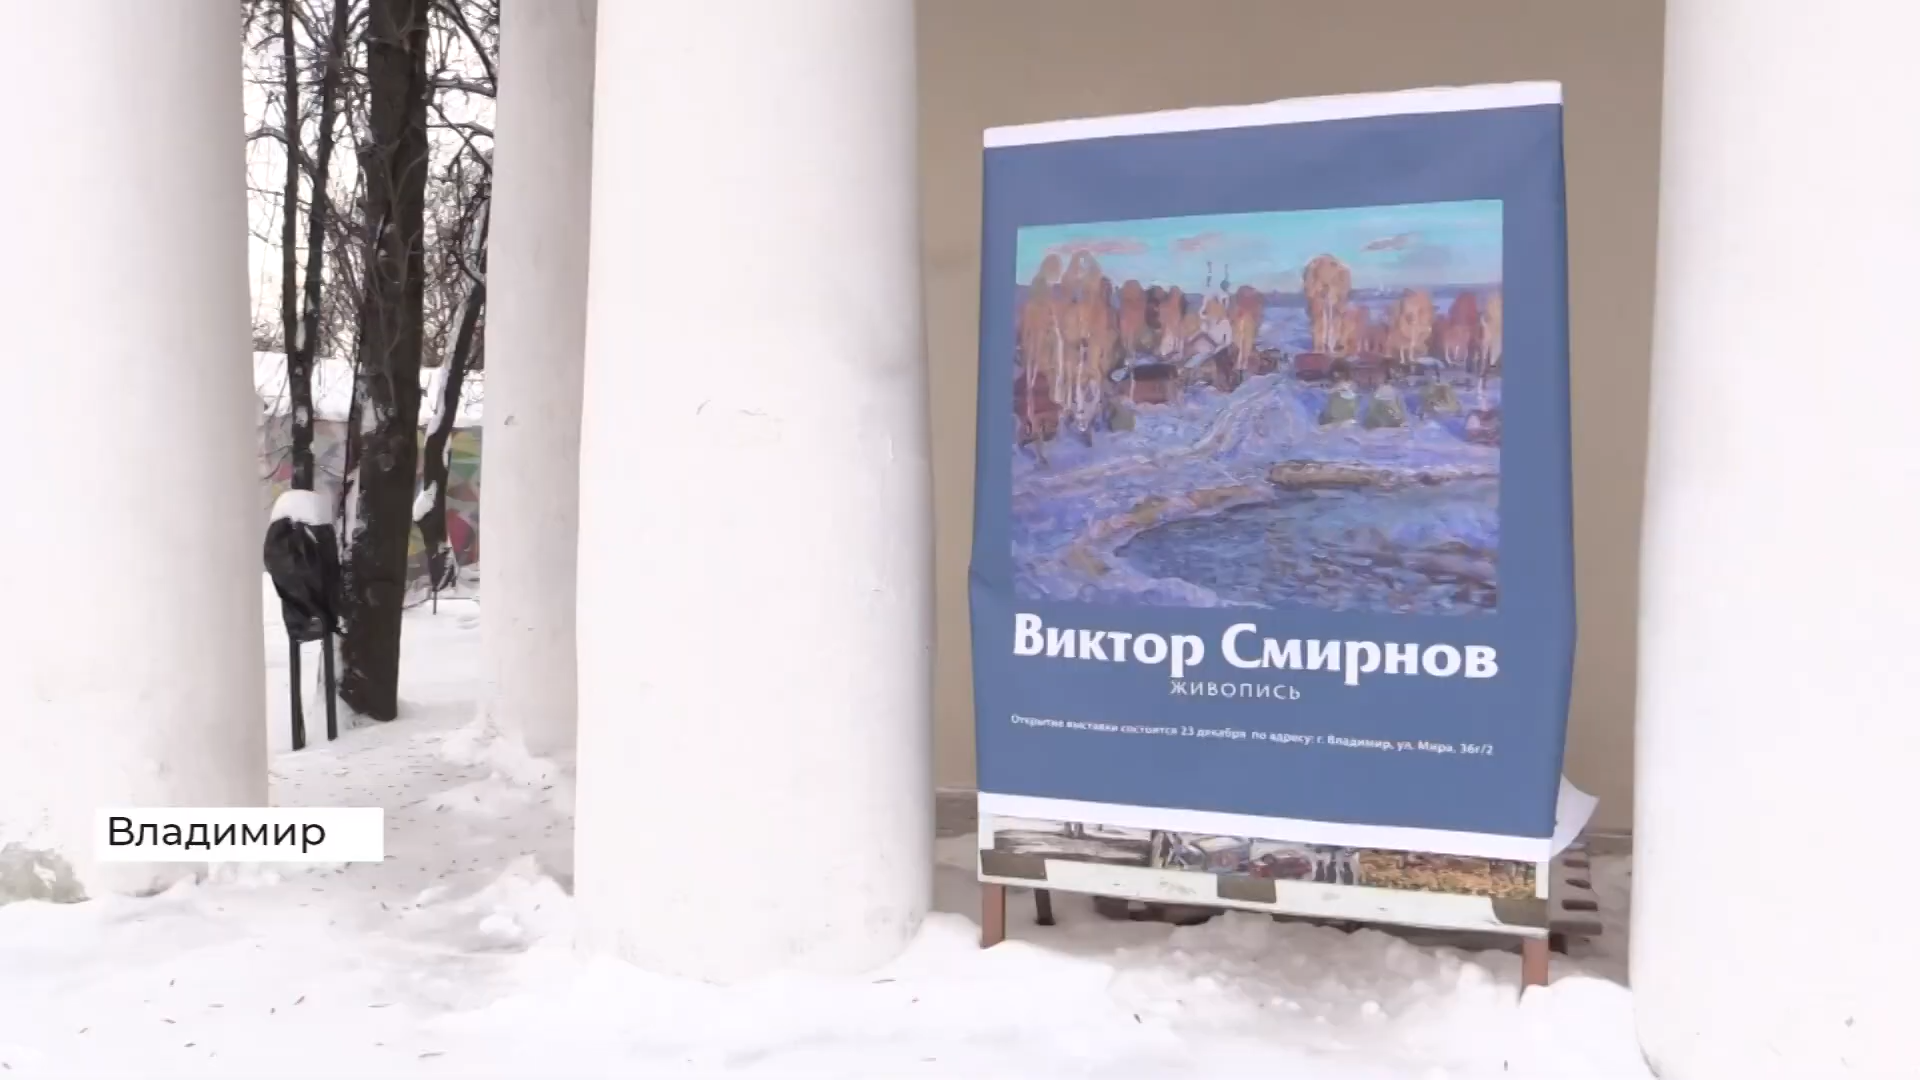 Виктор Смирнов
живопись
Открытие выставки состоится 23 декабря по адресу: г. Владимир, ул. Мира, 36г/2
Владимир